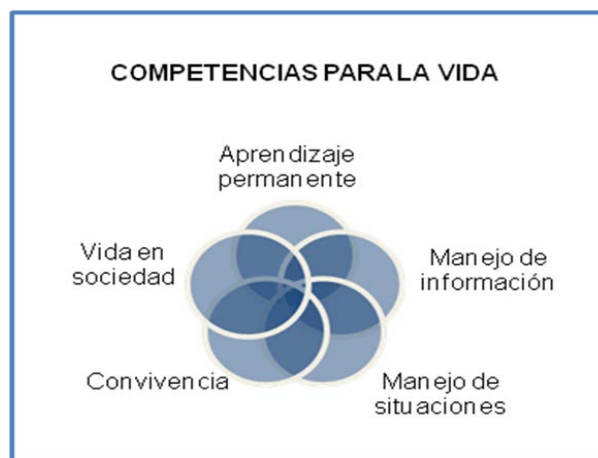 COMPETENCIAS PARA LA VIDA
Aprendizaje
permanente
Vida en
sociedad
Manejo de
información
Convivencia
Manejo de
situaciones